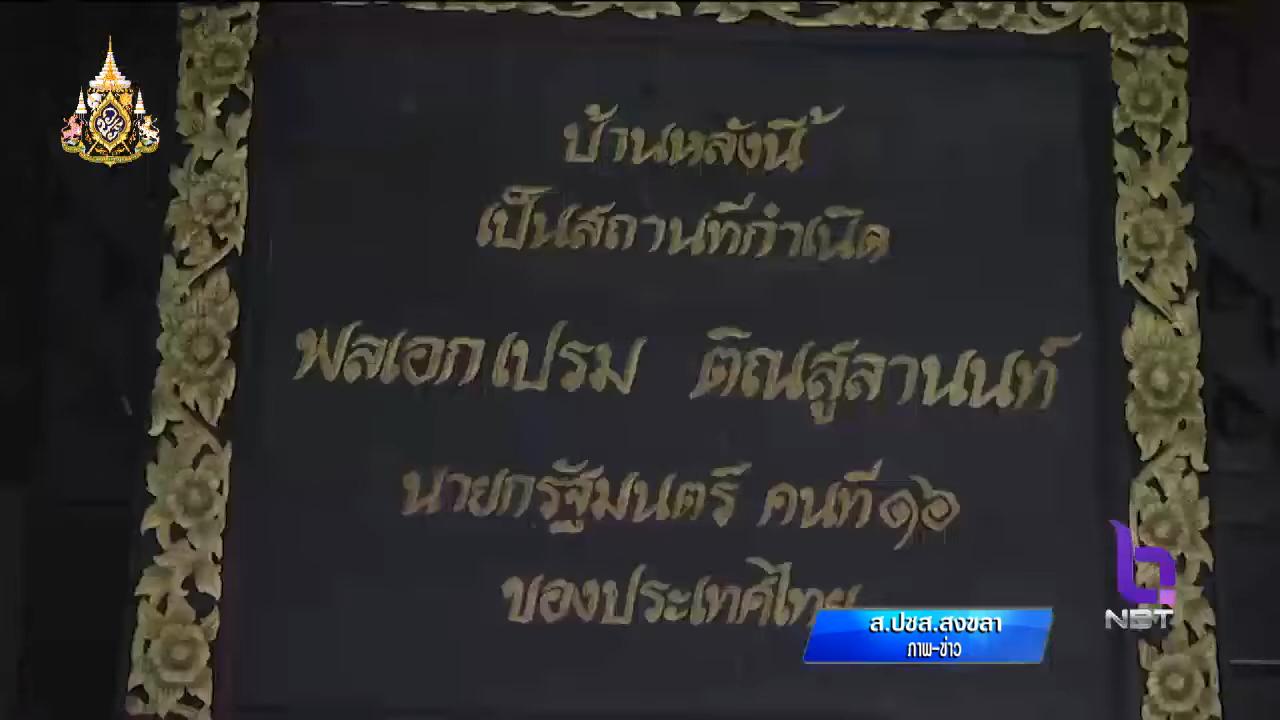 บ้านหลังนี้
เป็นสถานที่กำเนิด
พลเอกเปรม ติณสูลานนท์
นายกรัฐมนตรี คนที่ ๑๖
ของประเทศไทย
ส.ปชส.สงขลา
ภาพ-ข่าว
NBT